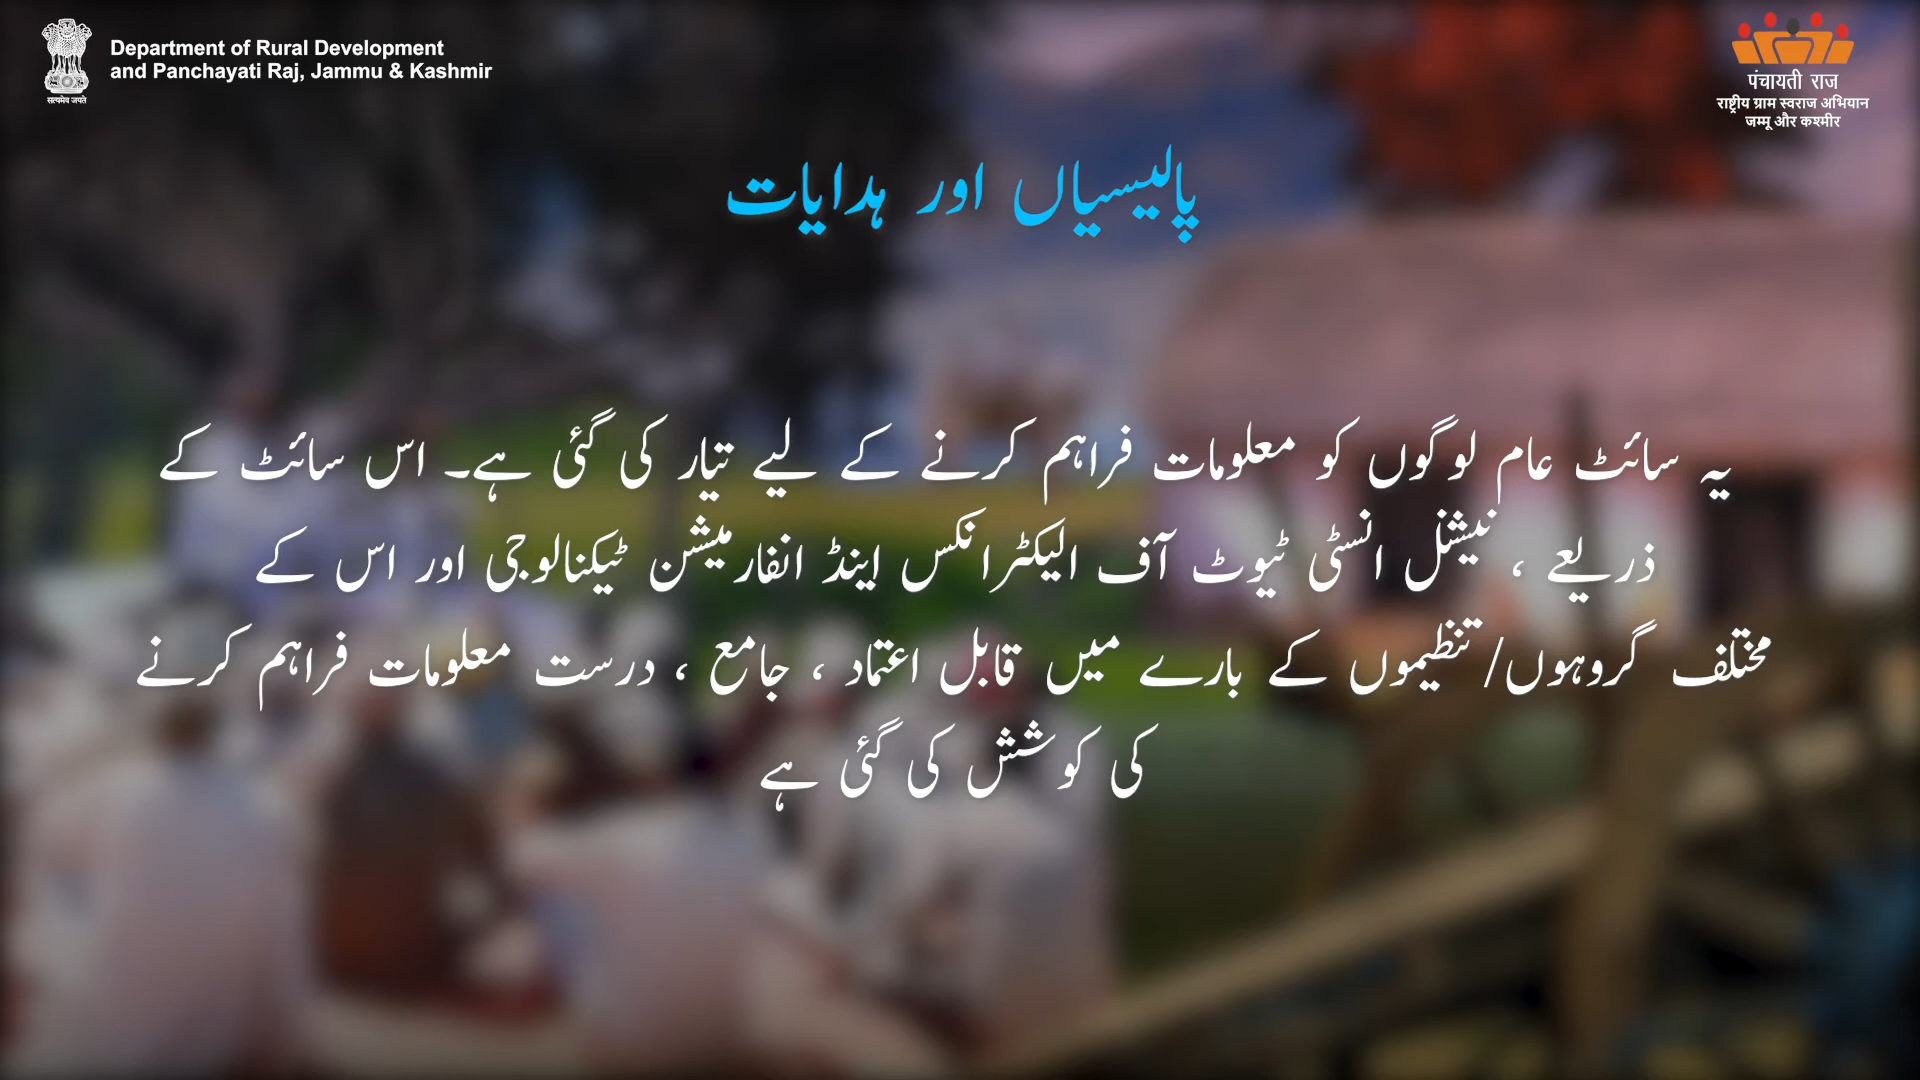 Department of Rural Development
and Panchayati Raj, Jammu & Kashmir
सत्यमेव जयते
पंचायती राज
राष्ट्रीय ग्राम स्वराज अभियान
जम्मू और कश्मीर
پالیسیاں اور ہدایات
یہ سائٹ عام لوگوں کو معلومات فراہم کرنے کے لیے تیار کی گئی ہے۔ اس سائٹ کے
ذریعے ، نیشنل انسٹی ٹیوٹ آف الیکٹرانکس اینڈ انفارمیشن ٹیکنالوجی اور اس کے
مختلف گروہوں/تنظیموں کے بارے میں قابل اعتماد ، جامع ، درست معلومات فراہم کرنے
کی کوشش کی گئی ہے